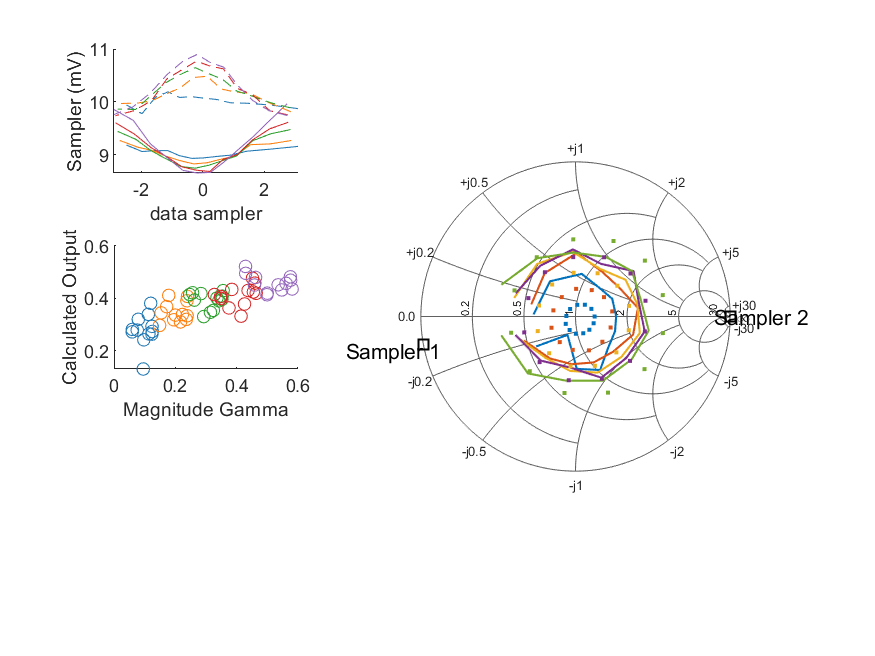 11
10
9
Sampler (mV)
-2
0
2
data sampler
0.6
0.4
0.2
Calculated Output
0
0.2
0.4
0.6
Magnitude Gamma
+j1
+j0.5
+j2
+j0.2
+j5
0.0
0.2
0.5
1
2
5
30
+j30
-j30
Sampler 2
Sampler 1
-j0.2
-j5
-j0.5
-j2
-j1